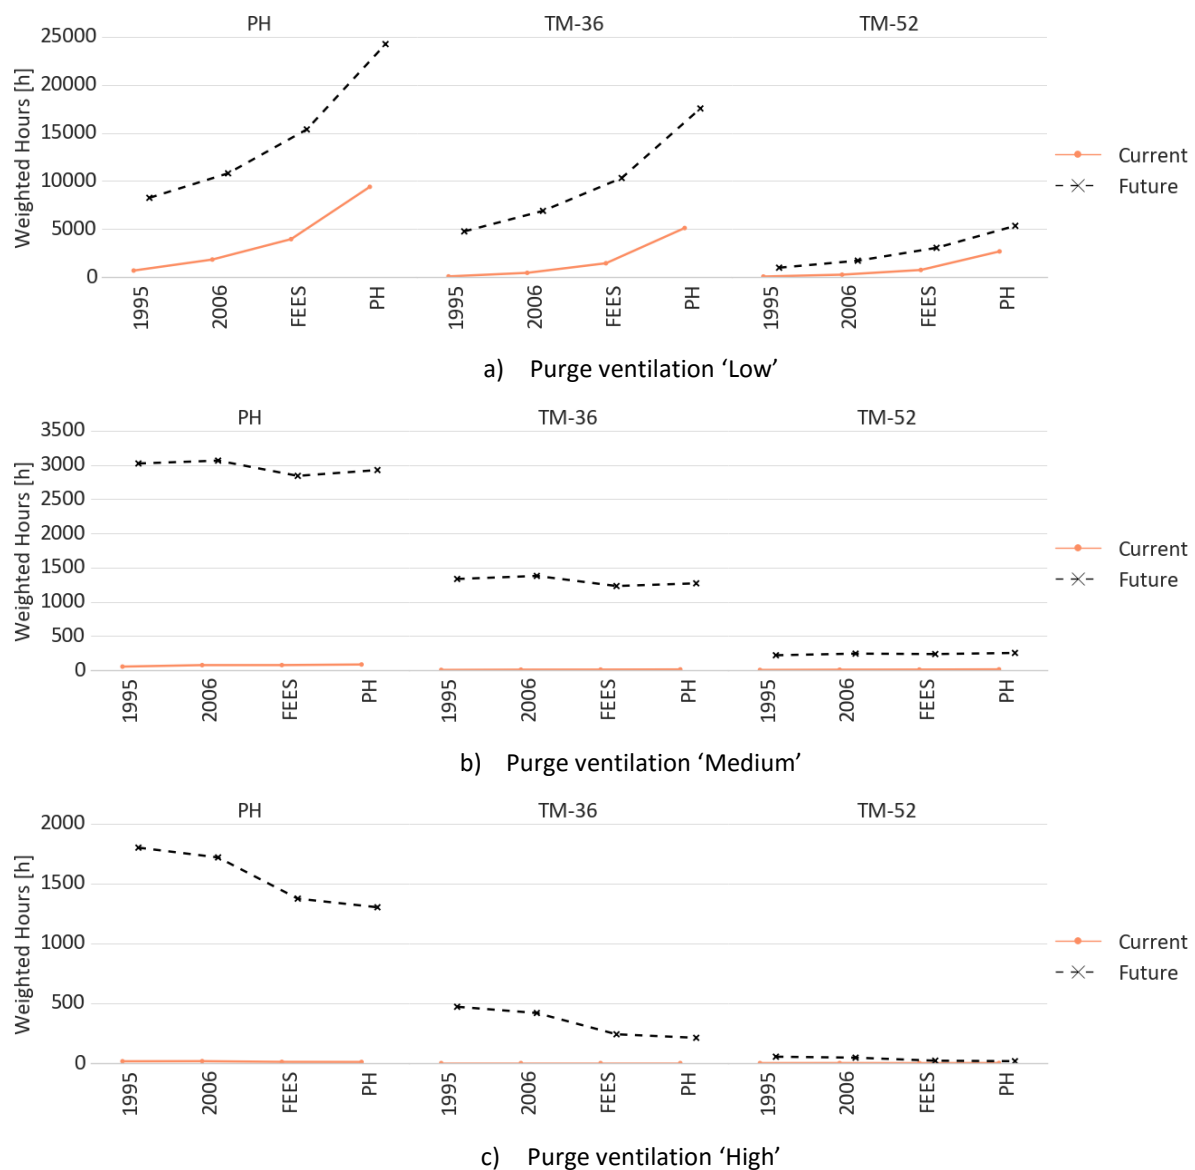 PH TM-36 TM-52
Weighted Hours [h]
25000
20000
15000
10000
5000
0
1995 2006 FEES PH 1995 2006 FEES PH 1995 2006 FEES PH
Current
Future
a) Purge ventilation ‘Low’
PH TM-36 TM-52
Weighted Hours [h]
3500
3000
2500
2000
1500
1000
500
0
1995 2006 FEES PH 1995 2006 FEES PH 1995 2006 FEES PH
Current
Future
b) Purge ventilation ‘Medium’
PH TM-36 TM-52
Weighted Hours [h]
2000
1500
1000
500
0
1995 2006 FEES PH 1995 2006 FEES PH 1995 2006 FEES PH
Current
Future
c) Purge ventilation ‘High’